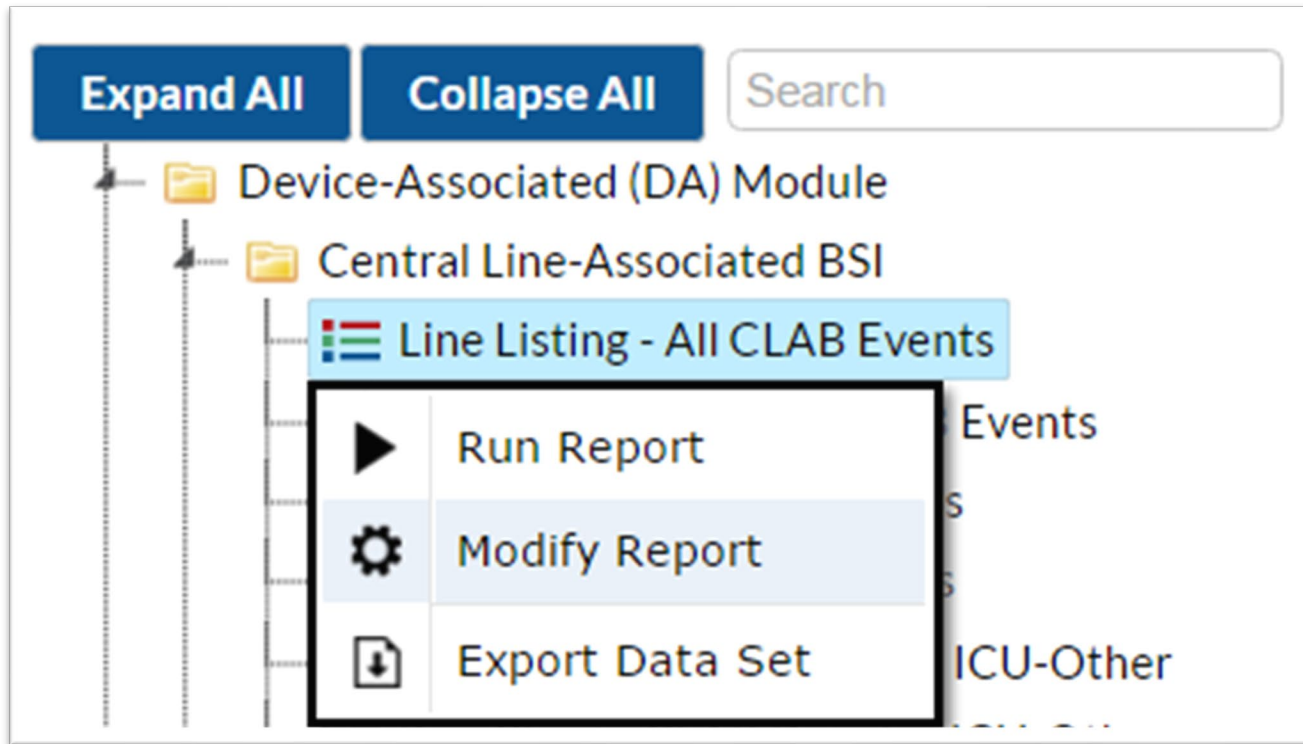 Expand All Collapse All Search
Device-Associated (DA) Module
Central Line-Associated BSI
Line Listing - All CLAB Events
Events
Run Report
s
Modify Report
s
Export Data Set ICU-Other